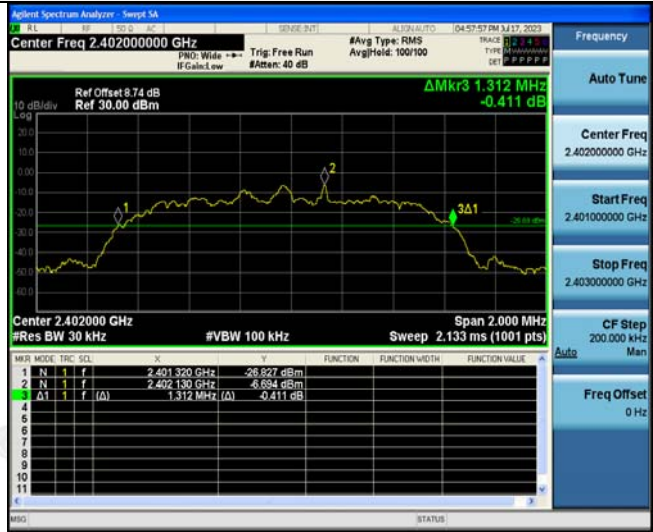 Agilent Spectrum Analyzer - Swept SA
RL RF 50 Ω AC SENSE:INT ALIGN AUTO 04:57:57 PM Jul 17, 2023
Center Freq 2.402000000 GHz
#Avg Type: RMS
TRACE 1 2 3 4 5 6
PNO: Wide Trig: Free Run Avg|Hold: 100/100
TYPE MWWWWW
IFGain:Low #Atten: 40 dB
DET P P P P P P
Frequency
Auto Tune
Center Freq
2.402000000 GHz
Start Freq
2.401000000 GHz
Stop Freq
2.403000000 GHz
CF Step
200.000 kHz
Auto Man
Freq Offset
0 Hz
Ref Offset 8.74 dB
ΔMkr3 1.312 MHz
10 dB/div Ref 30.00 dBm
-0.411 dB
Log
20.0
10.0
0.00
-10.0
-20.0
-30.0
-40.0
-50.0
-60.0
1
2
3Δ1
Center 2.402000 GHz Span 2.000 MHz
#Res BW 30 kHz #VBW 100 kHz Sweep 2.133 ms (1001 pts)
MKR MODE TRC SCL X Y FUNCTION FUNCTION WIDTH FUNCTION VALUE
1 N 1 f 2.401 320 GHz -26.827 dBm
2 N 1 f 2.402 130 GHz -6.694 dBm
3 Δ1 1 f (Δ) 1.312 MHz (Δ) -0.411 dB
4
5
6
7
8
9
10
11
MSG STATUS